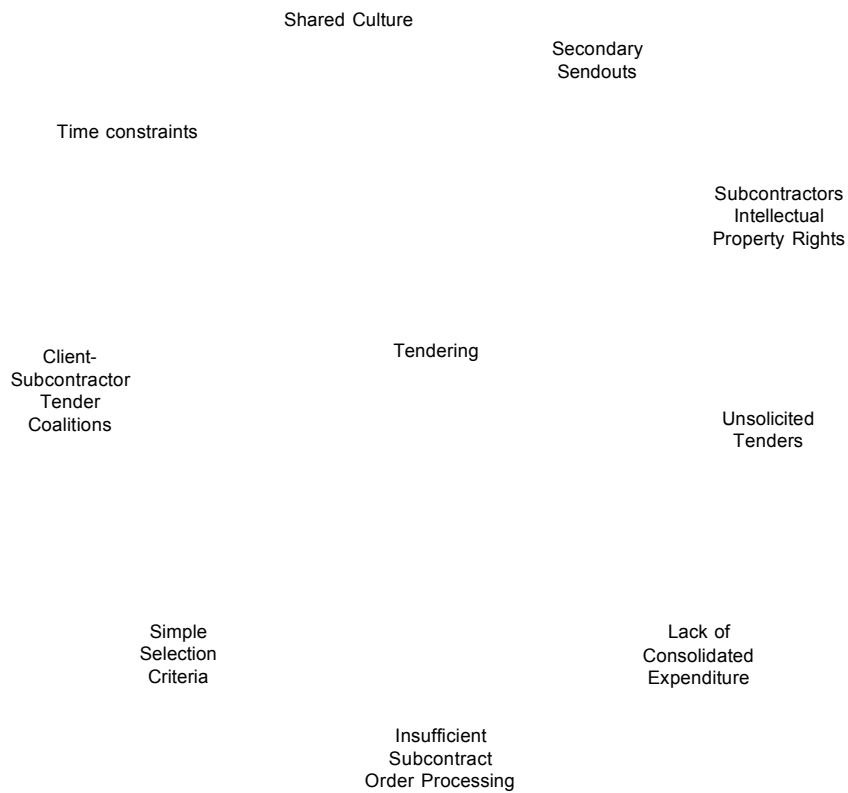 Shared Culture
Secondary
Sendouts
Time constraints
Subcontractors
Intellectual
Property Rights
Tendering
Client-
Subcontractor
Tender
Coalitions
Unsolicited
Tenders
Simple
Selection
Criteria
Lack of
Consolidated
Expenditure
Insufficient
Subcontract
Order Processing